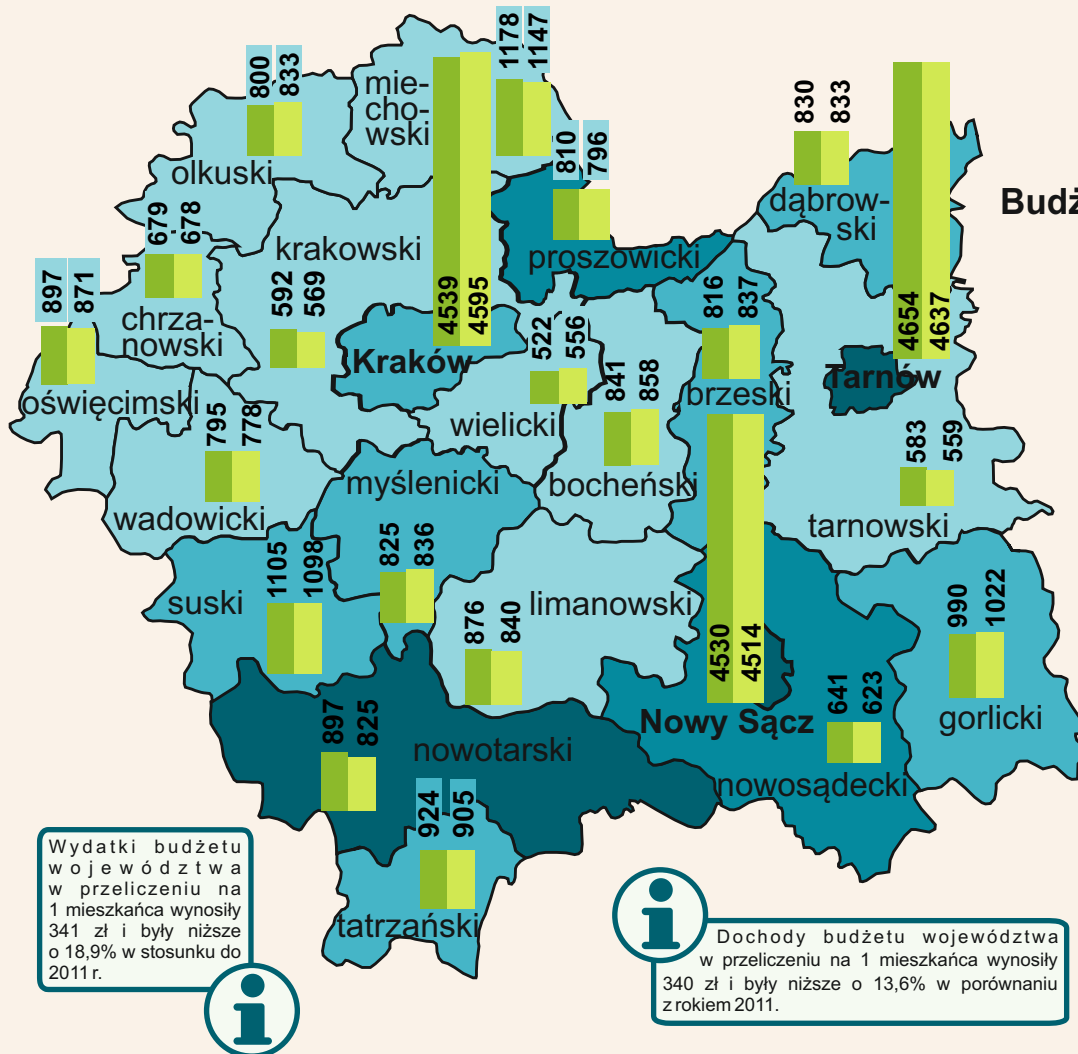 800 833
olkuski
1178 1147
mie-
cho-
wski
810 796
proszowicki
830 833
dąbrow-
ski
Budż
679 678
chrza-
nowski
krakowski
592 569
4539 4595
Kraków
897 871
oświęcimski
522 556
wielicki
841 858
bocheński
816 837
brzeski
4654 4637
Tarnów
583 559
tarnowski
795 778
wadowicki
myślenicki
825 836
1105 1098
suski
876 840
limanowski
4530 4514
Nowy Sącz
641 623
nowosądecki
990 1022
gorlicki
897 825
nowotarski
924 905
tatrzański
Wydatki budżetu
województwa
w przeliczeniu na
1 mieszkańca wynosiły
341 zł i były niższe
o 18,9% w stosunku do
2011 r.
Dochody budżetu województwa
w przeliczeniu na 1 mieszkańca wynosiły
340 zł i były niższe o 13,6% w porównaniu
z rokiem 2011.